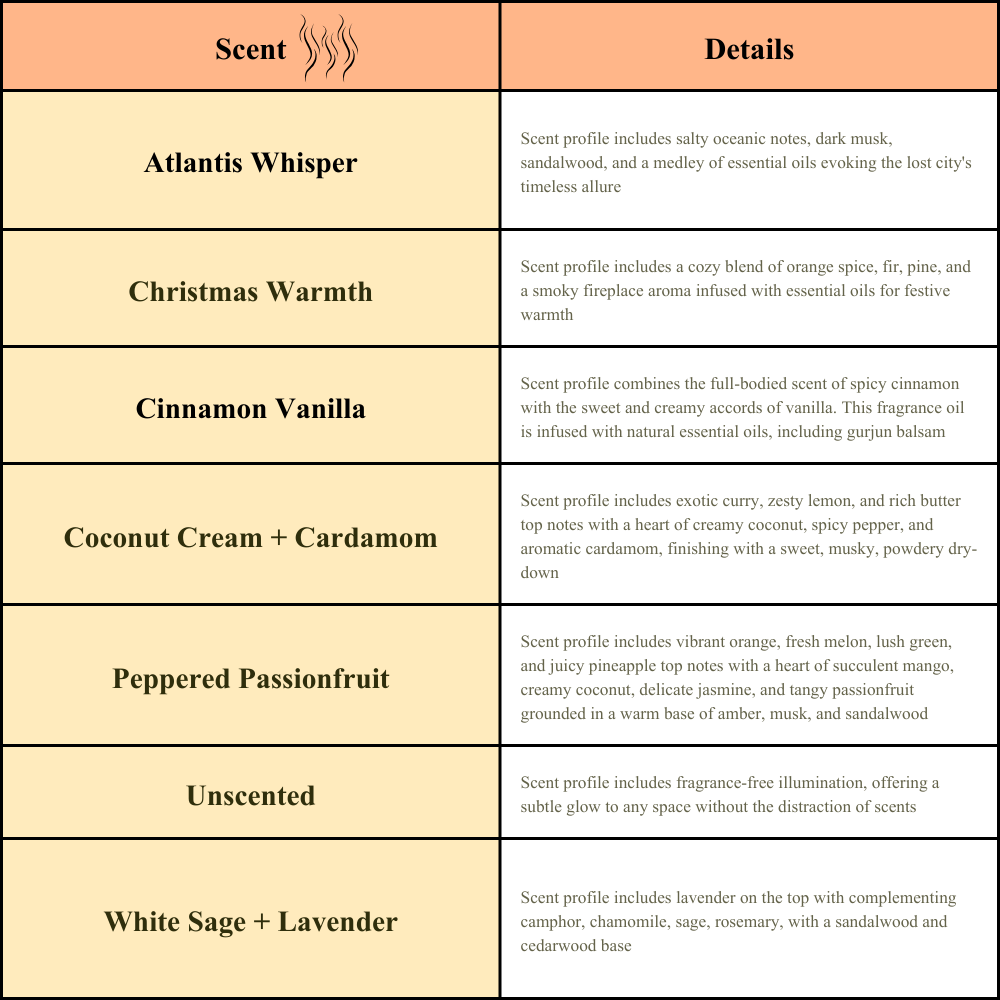 Scent
Details
Atlantis Whisper
Scent profile includes salty oceanic notes, dark musk,
sandalwood, and a medley of essential oils evoking the lost city's
timeless allure
Christmas Warmth
Scent profile includes a cozy blend of orange spice, fir, pine, and
a smoky fireplace aroma infused with essential oils for festive
warmth
Cinnamon Vanilla
Scent profile combines the full-bodied scent of spicy cinnamon
with the sweet and creamy accords of vanilla. This fragrance oil
is infused with natural essential oils, including gurjun balsam
Coconut Cream + Cardamom
Scent profile includes exotic curry, zesty lemon, and rich butter
top notes with a heart of creamy coconut, spicy pepper, and
aromatic cardamom, finishing with a sweet, musky, powdery dry-
down
Peppered Passionfruit
Scent profile includes vibrant orange, fresh melon, lush green,
and juicy pineapple top notes with a heart of succulent mango,
creamy coconut, delicate jasmine, and tangy passionfruit
grounded in a warm base of amber, musk, and sandalwood
Unscented
Scent profile includes fragrance-free illumination, offering a
subtle glow to any space without the distraction of scents
White Sage + Lavender
Scent profile includes lavender on the top with complementing
camphor, chamomile, sage, rosemary, with a sandalwood and
cedarwood base